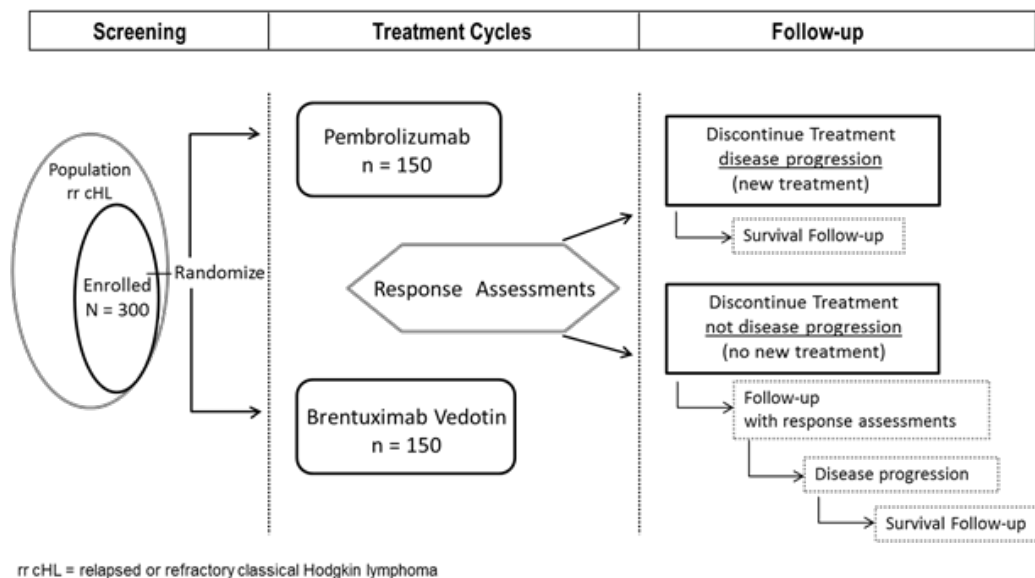 Screening
Treatment Cycles
Follow-up
Population
rr cHL
Enrolled
N = 300
Randomize
Pembrolizumab
n = 150
Response Assessments
Brentuximab Vedotin
n = 150
Discontinue Treatment
disease progression
(new treatment)
Survival Follow-up
Discontinue Treatment
not disease progression
(no new treatment)
Follow-up
with response assessments
Disease progression
Survival Follow-up
rr cHL = relapsed or refractory classical Hodgkin lymphoma